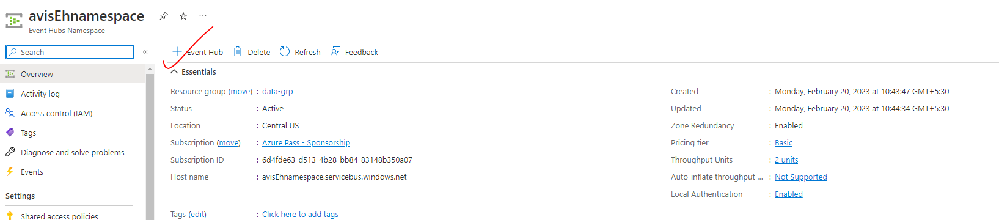 avisEhnamespace
Event Hubs Namespace
Search
Event Hub Delete Refresh Feedback
Overview
Activity log
Access control (IAM)
Tags
Diagnose and solve problems
Events
Settings
Shared access policies
Essentials
Resource group (move) : data-grp
Status : Active
Location : Central US
Subscription (move) : Azure Pass - Sponsorship
Subscription ID : 6d4fde63-d513-4b28-bb84-83148b350a07
Host name : avisEhnamespace.servicebus.windows.net
Tags (edit) : Click here to add tags
Created : Monday, February 20, 2023 at 10:43:47 GMT+5:30
Updated : Monday, February 20, 2023 at 10:44:34 GMT+5:30
Zone Redundancy : Enabled
Pricing tier : Basic
Throughput Units : 2 units
Auto-inflate throughput ... : Not Supported
Local Authentication : Enabled